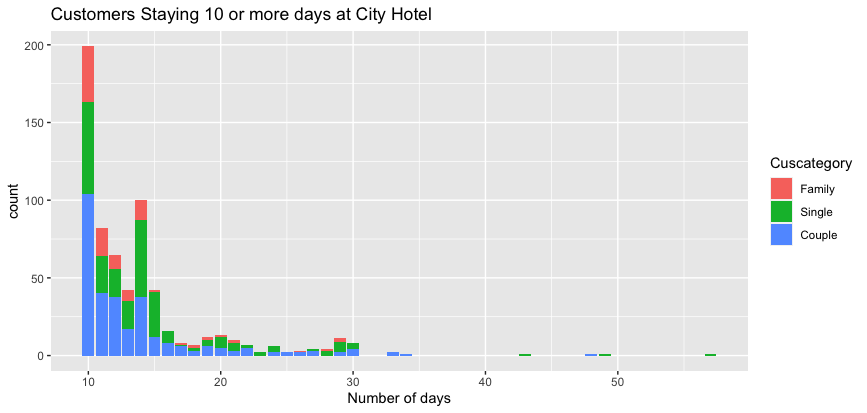 Customers Staying 10 or more days at City Hotel
200
150
100
50
0
count
10
20
30
40
50
Number of days
Cuscategory
Family
Single
Couple